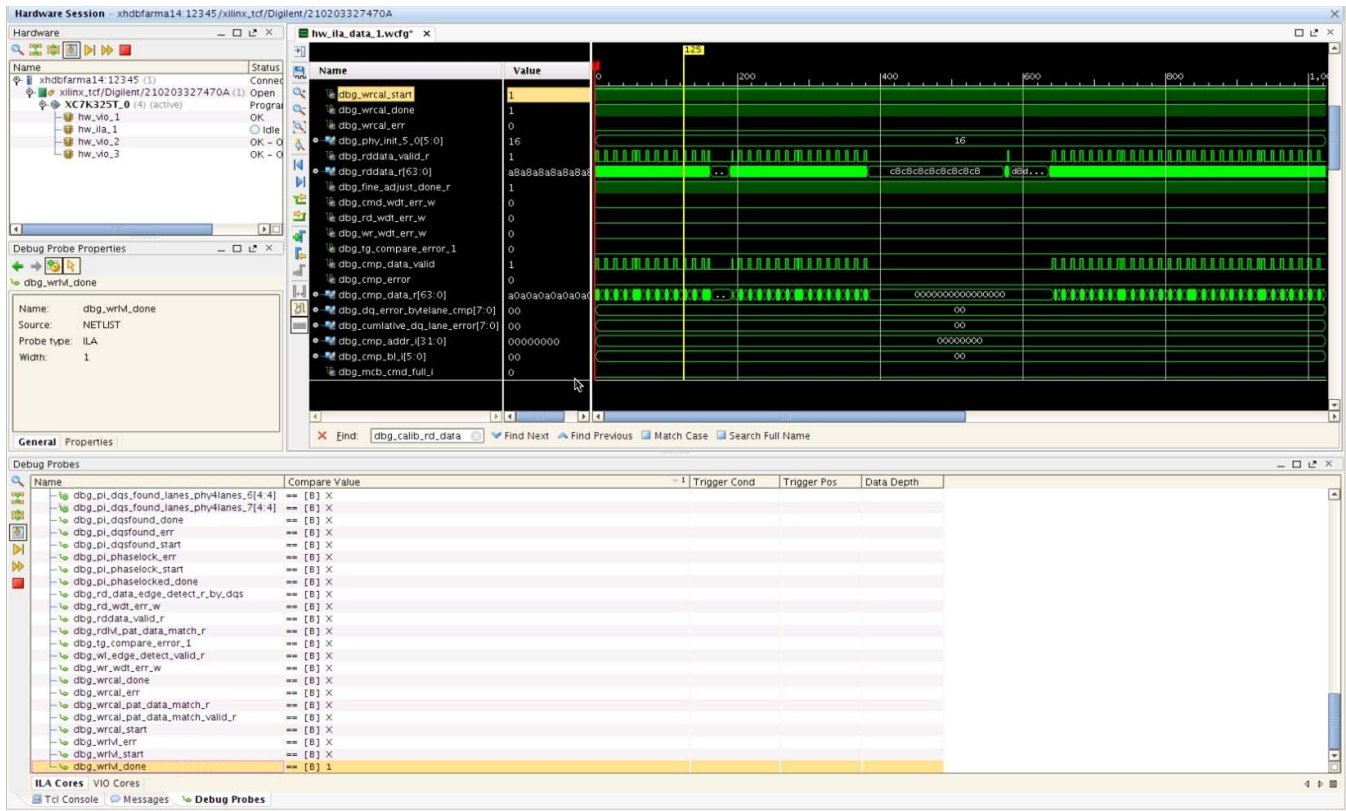 Hardware Session - xhdbfarma14:12345/xilinx_tcf/Digilent/210203327470A
Hardware
Name Status
xhdbfarma14:12345 (1) Connec
xilinx_tcf/Digilent/210203327470A (1) Open
XC7K325T_0 (4) (active) Prograr
hw_vio_1 OK
hw_ila_1 Idle
hw_vio_2 OK - O
hw_vio_3 OK - O
Debug Probe Properties
dbg_wrlvl_done
Name: dbg_wrlvl_done
Source: NETLIST
Probe type: ILA
Width: 1
General Properties
hw_ila_data_1.wcfg*
125
Name Value
0 200 400 600 800 1,0
dbg_wrcal_start 1
dbg_wrcal_done 1
dbg_wrcal_err 0
dbg_phy_init_5_0[5:0] 16 16
dbg_rddata_valid_r 1
dbg_rddata_r[63:0] a8a8a8a8a8a8a8 .. c8c8c8c8c8c8c8c8 d8d...
dbg_fine_adjust_done_r 1
dbg_cmd_wdt_err_w 0
dbg_rd_wdt_err_w 0
dbg_wr_wdt_err_w 0
dbg_tg_compare_error_1 0
dbg_cmp_data_valid 1
dbg_cmp_error 0
dbg_cmp_data_r[63:0] a0a0a0a0a0a0a0 .. 0000000000000000
dbg_dq_error_bytelane_cmp[7:0] 00 00
dbg_cumlative_dq_lane_error[7:0] 00 00
dbg_cmp_addr_i[31:0] 00000000 00000000
dbg_cmp_bl_i[5:0] 00 00
dbg_mcb_cmd_full_i 0
Find: dbg_calib_rd_data Find Next Find Previous Match Case Search Full Name
Debug Probes
Name Compare Value 1 Trigger Cond Trigger Pos Data Depth
dbg_pi_dqs_found_lanes_phy4lanes_6[4:4] == [B] X
dbg_pi_dqs_found_lanes_phy4lanes_7[4:4] == [B] X
dbg_pi_dqsfound_done == [B] X
dbg_pi_dqsfound_err == [B] X
dbg_pi_dqsfound_start == [B] X
dbg_pi_phaselock_err == [B] X
dbg_pi_phaselock_start == [B] X
dbg_pi_phaselocked_done == [B] X
dbg_rd_data_edge_detect_r_by_dqs == [B] X
dbg_rd_wdt_err_w == [B] X
dbg_rddata_valid_r == [B] X
dbg_rdlvl_pat_data_match_r == [B] X
dbg_tg_compare_error_1 == [B] X
dbg_wl_edge_detect_valid_r == [B] X
dbg_wr_wdt_err_w == [B] X
dbg_wrcal_done == [B] X
dbg_wrcal_err == [B] X
dbg_wrcal_pat_data_match_r == [B] X
dbg_wrcal_pat_data_match_valid_r == [B] X
dbg_wrcal_start == [B] X
dbg_wrlvl_err == [B] X
dbg_wrlvl_start == [B] X
dbg_wrlvl_done == [B] 1
ILA Cores VIO Cores
Tcl Console Messages Debug Probes